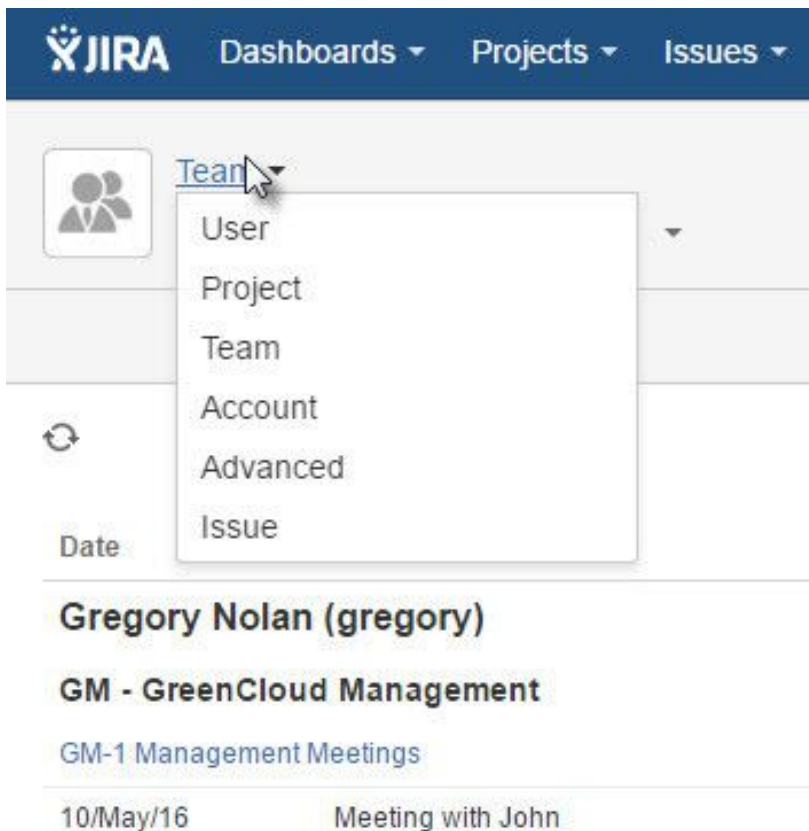 JIRA Dashboards Projects Issues
Team
User
Project
Team
Account
Advanced
Issue
Date
Gregory Nolan (gregory)
GM - GreenCloud Management
GM-1 Management Meetings
10/May/16 Meeting with John